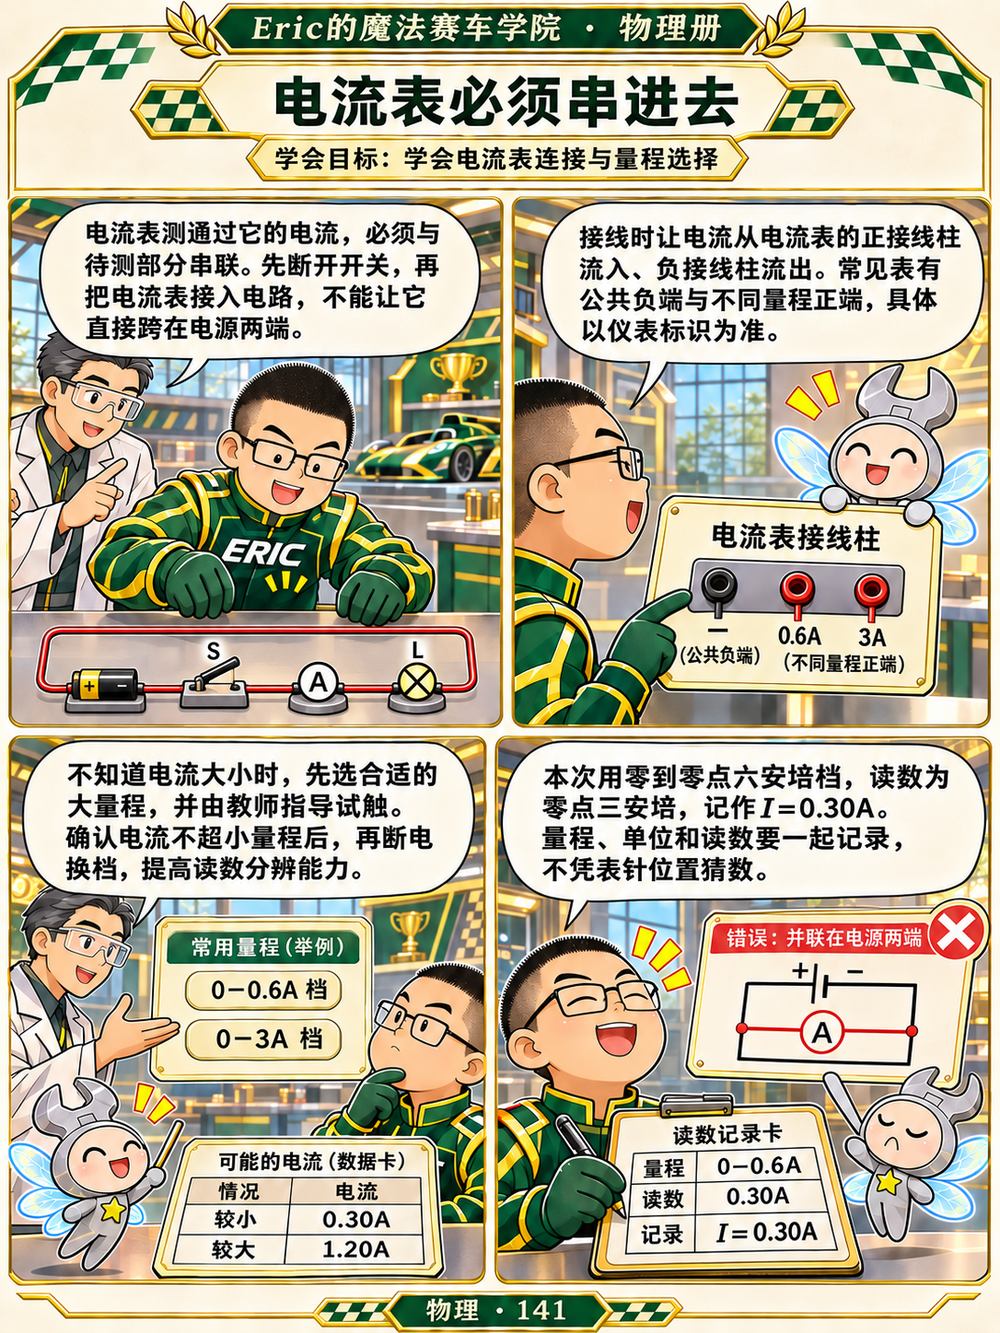 Eric的魔法赛车学院 · 物理册
电流表必须串进去
学会目标：学会电流表连接与量程选择
电流表测通过它的电流，必须与
待测部分串联。先断开开关，再
把电流表接入电路，不能让它
直接跨在电源两端。
ERIC
S
L
+
-
A
接线时让电流从电流表的正接线柱
流入、负接线柱流出。常见表有
公共负端与不同量程正端，具体
以仪表标识为准。
电流表接线柱
− 0.6A 3A
(公共负端) (不同量程正端)
不知道电流大小时，先选合适的
大量程，并由教师指导试触。
确认电流不超小量程后，再断电
换档，提高读数分辨能力。
常用量程(举例)
0−0.6A 档
0−3A 档
可能的电流(数据卡)
情况 电流
较小 0.30A
较大 1.20A
本次用零到零点六安培档，读数为
零点三安培，记作 I=0.30A。
量程、单位和读数要一起记录，
不凭表针位置猜数。
错误：并联在电源两端
+ −
A
读数记录卡
量程 0−0.6A
读数 0.30A
记录 I=0.30A
物理 · 141